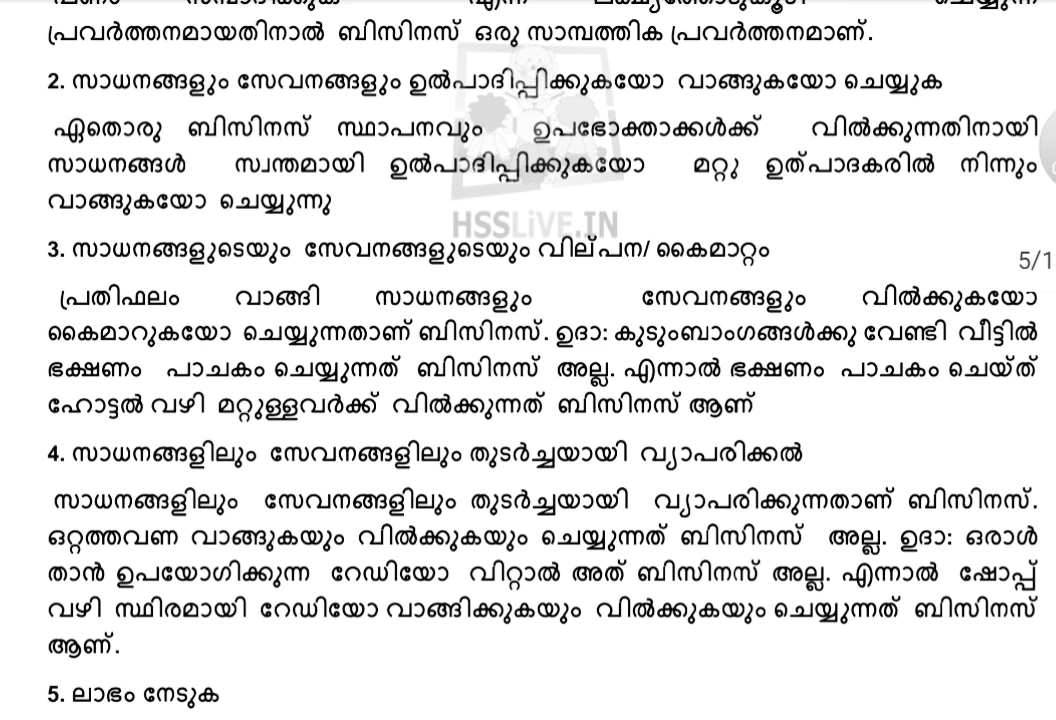 പ്രവർത്തനമായതിനാൽ ബിസിനസ് ഒരു സാമ്പത്തിക പ്രവർത്തനമാണ്.
2. സാധനങ്ങളും സേവനങ്ങളും ഉൽപാദിപ്പിക്കുകയോ വാങ്ങുകയോ ചെയ്യുക
ഏതൊരു ബിസിനസ് സ്ഥാപനവും ഉപഭോക്താക്കൾക്ക് വിൽക്കുന്നതിനായി
സാധനങ്ങൾ സ്വന്തമായി ഉൽപാദിപ്പിക്കുകയോ മറ്റു ഉത്പാദകരിൽ നിന്നും
വാങ്ങുകയോ ചെയ്യുന്നു
HSSLiVE.IN
3. സാധനങ്ങളുടെയും സേവനങ്ങളുടെയും വില്പന/ കൈമാറ്റം
5/1
പ്രതിഫലം വാങ്ങി സാധനങ്ങളും സേവനങ്ങളും വിൽക്കുകയോ
കൈമാറുകയോ ചെയ്യുന്നതാണ് ബിസിനസ്. ഉദാ: കുടുംബാംഗങ്ങൾക്കു വേണ്ടി വീട്ടിൽ
ഭക്ഷണം പാചകം ചെയ്യുന്നത് ബിസിനസ് അല്ല. എന്നാൽ ഭക്ഷണം പാചകം ചെയ്ത്
ഹോട്ടൽ വഴി മറ്റുള്ളവർക്ക് വിൽക്കുന്നത് ബിസിനസ് ആണ്
4. സാധനങ്ങളിലും സേവനങ്ങളിലും തുടർച്ചയായി വ്യാപരിക്കൽ
സാധനങ്ങളിലും സേവനങ്ങളിലും തുടർച്ചയായി വ്യാപരിക്കുന്നതാണ് ബിസിനസ്.
ഒറ്റത്തവണ വാങ്ങുകയും വിൽക്കുകയും ചെയ്യുന്നത് ബിസിനസ് അല്ല. ഉദാ: ഒരാൾ
താൻ ഉപയോഗിക്കുന്ന റേഡിയോ വിറ്റാൽ അത് ബിസിനസ് അല്ല. എന്നാൽ ഷോപ്പ്
വഴി സ്ഥിരമായി റേഡിയോ വാങ്ങിക്കുകയും വിൽക്കുകയും ചെയ്യുന്നത് ബിസിനസ്
ആണ്.
5. ലാഭം നേടുക